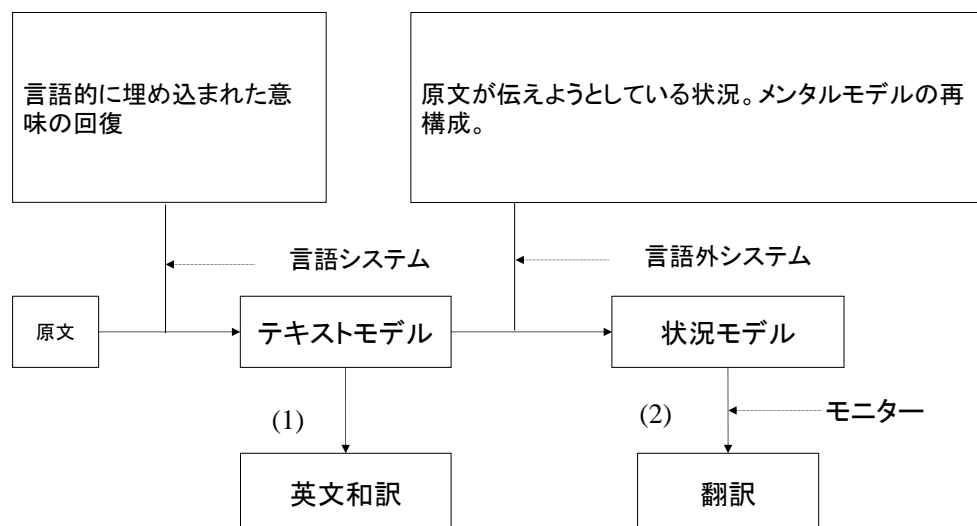 言語的に埋め込まれた意
味の回復
原文が伝えようとしている状況。メンタルモデルの再
構成。
言語システム
言語外システム
原文
テキストモデル
状況モデル
(1)
(2)
モニター
英文和訳
翻訳